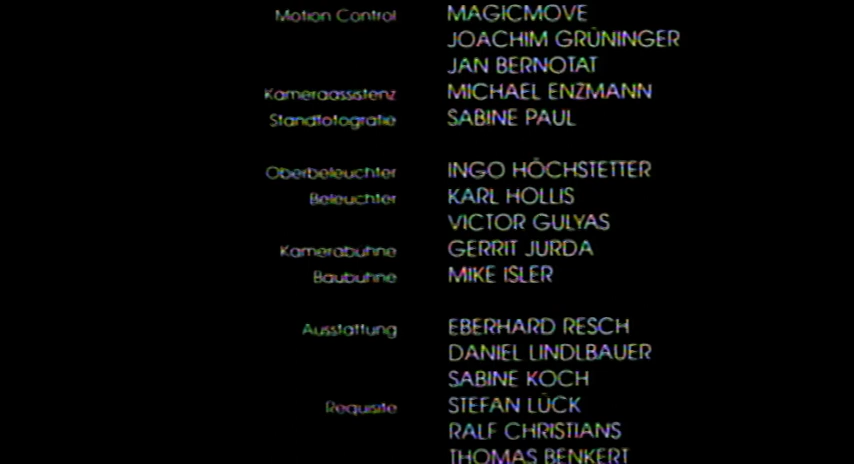 Motion Control MAGICMOVE
JOACHIM GRÜNINGER
JAN BERNOTAT
Kameraassistenz MICHAEL ENZMANN
Standfotografie SABINE PAUL
Oberbeleuchter INGO HÖCHSTETTER
Beleuchter KARL HOLLIS
VICTOR GULYAS
Kamerabühne GERRIT JURDA
Baubühne MIKE ISLER
Ausstattung EBERHARD RESCH
DANIEL LINDLBAUER
SABINE KOCH
Requisite STEFAN LÜCK
RALF CHRISTIANS
THOMAS BENKERT